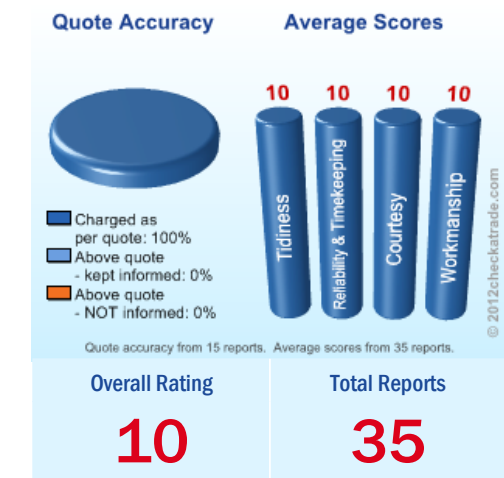 Quote Accuracy
Average Scores
10 10 10 10
Tidiness
Reliability & Timekeeping
Courtesy
Workmanship
Charged as
per quote: 100%
Above quote
- kept informed: 0%
Above quote
- NOT informed: 0%
© 2012checkatrade.com
Quote accuracy from 15 reports. Average scores from 35 reports.
Overall Rating
10
Total Reports
35